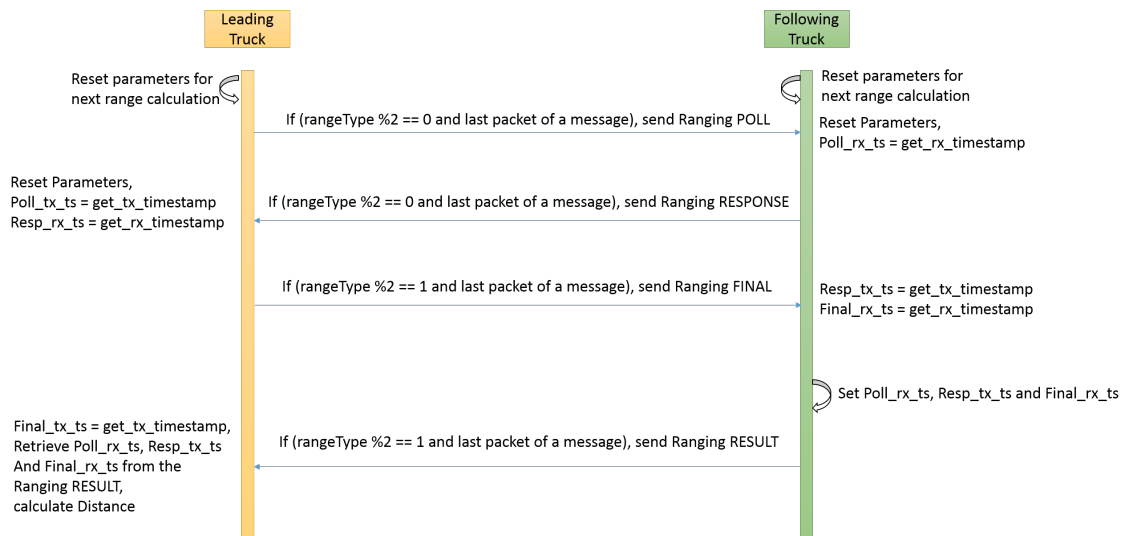 Leading
Truck
Following
Truck
Reset parameters for
next range calculation
Reset parameters for
next range calculation
If (rangeType %2 == 0 and last packet of a message), send Ranging POLL
Reset Parameters,
Poll_rx_ts = get_rx_timestamp
Reset Parameters,
Poll_tx_ts = get_tx_timestamp
Resp_rx_ts = get_rx_timestamp
If (rangeType %2 == 0 and last packet of a message), send Ranging RESPONSE
If (rangeType %2 == 1 and last packet of a message), send Ranging FINAL
Resp_tx_ts = get_tx_timestamp
Final_rx_ts = get_rx_timestamp
Set Poll_rx_ts, Resp_tx_ts and Final_rx_ts
Final_tx_ts = get_tx_timestamp,
Retrieve Poll_rx_ts, Resp_tx_ts
And Final_rx_ts from the
Ranging RESULT,
calculate Distance
If (rangeType %2 == 1 and last packet of a message), send Ranging RESULT